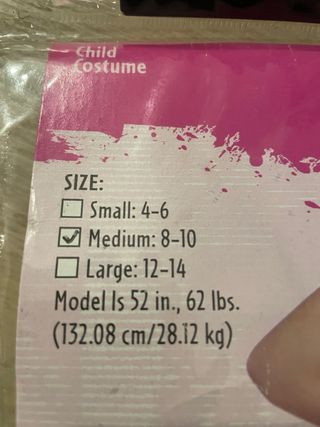 Child
Costume
SIZE:
Small: 4-6
Medium: 8-10
Large: 12-14
Model Is 52 in., 62 lbs.
(132.08 cm/28.12 kg)